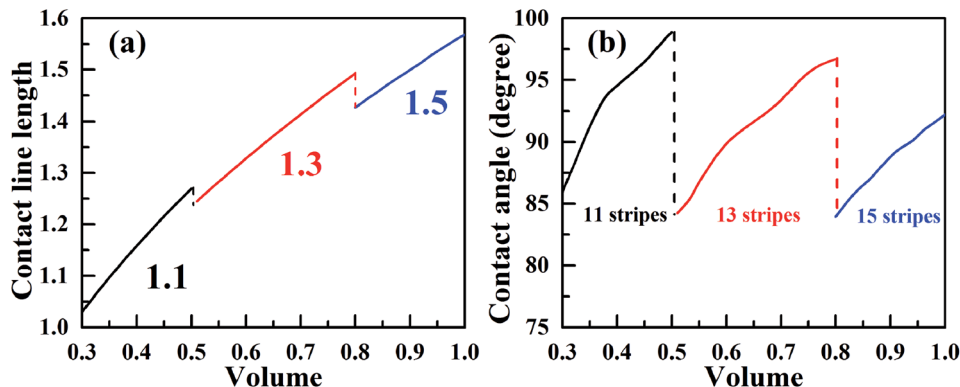 (a)
Contact line length
1.6
1.5
1.4
1.3
1.2
1.1
1.0
1.1
1.3
1.5
0.3 0.4 0.5 0.6 0.7 0.8 0.9 1.0
Volume
(b)
Contact angle (degree)
100
95
90
85
80
75
11 stripes
13 stripes
15 stripes
0.3 0.4 0.5 0.6 0.7 0.8 0.9 1.0
Volume